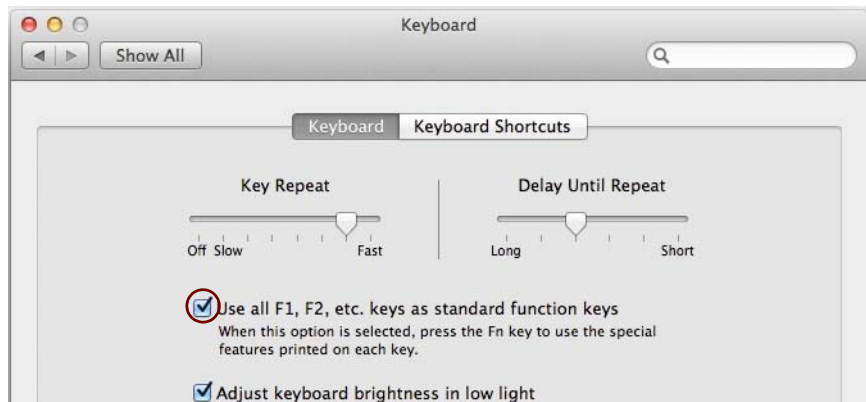 Keyboard
Show All
Keyboard Keyboard Shortcuts
Key Repeat Delay Until Repeat
Off Slow Fast Long Short
Use all F1, F2, etc. keys as standard function keys
When this option is selected, press the Fn key to use the special
features printed on each key.
Adjust keyboard brightness in low light